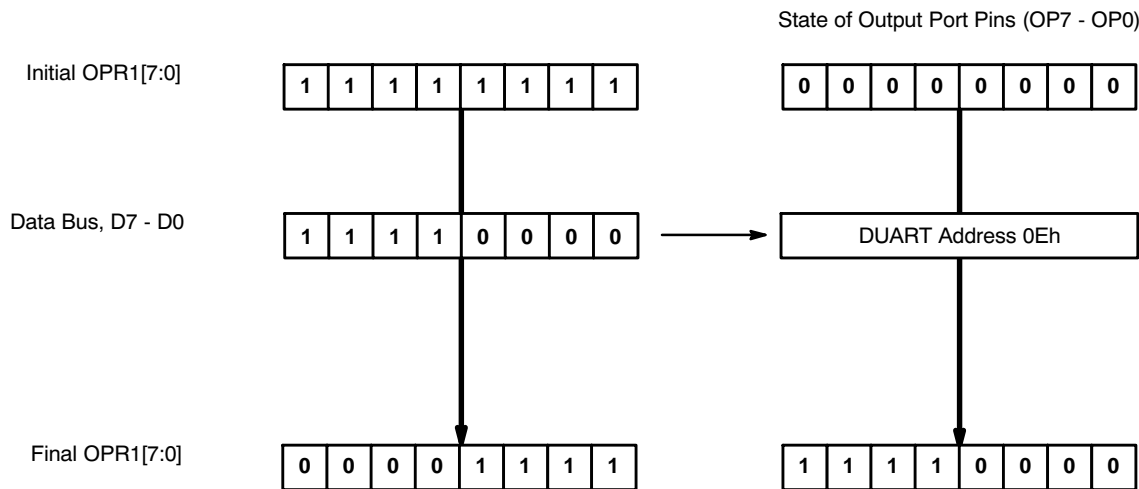 State of Output Port Pins (OP7 - OP0)
Initial OPR1[7:0] 1 1 1 1 1 1 1 1 0 0 0 0 0 0 0 0
Data Bus, D7 - D0 1 1 1 1 0 0 0 0 DUART Address 0Eh
Final OPR1[7:0] 0 0 0 0 1 1 1 1 1 1 1 1 0 0 0 0